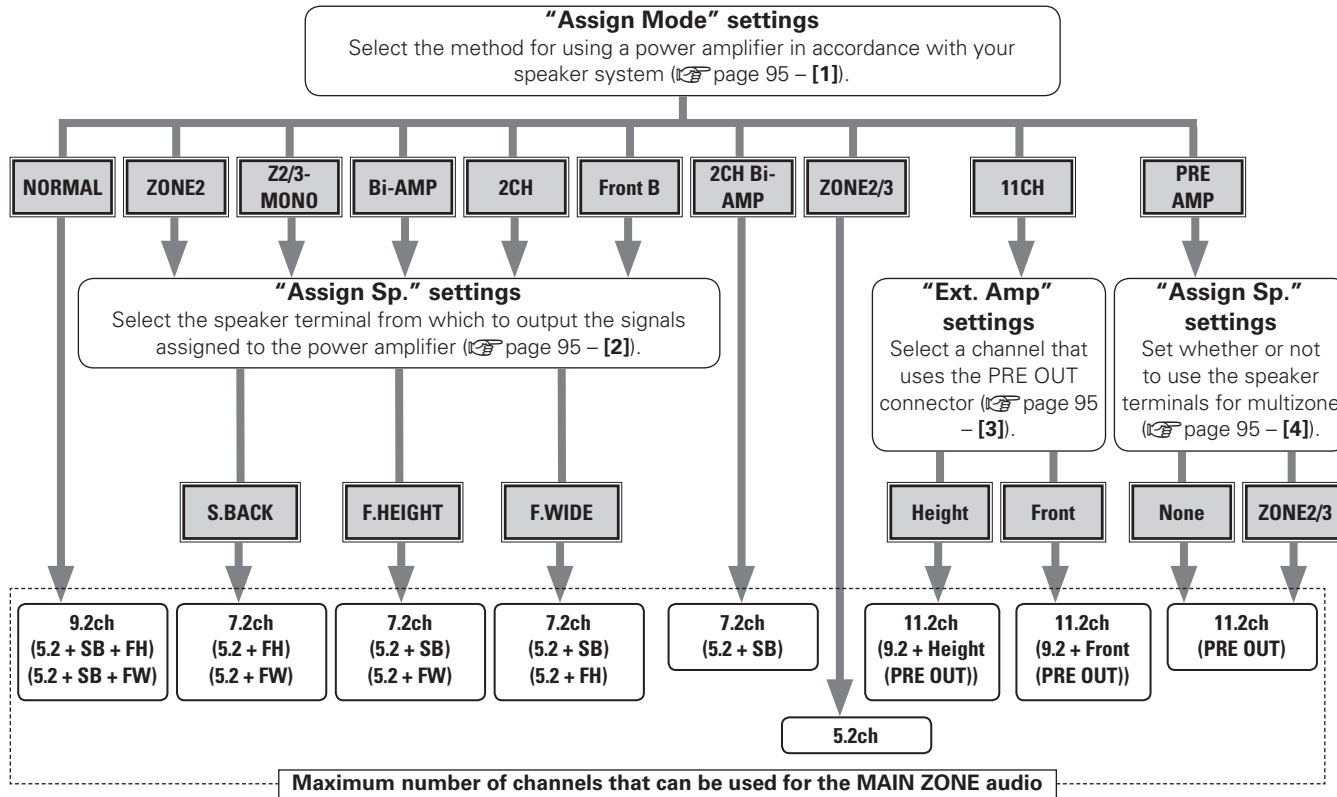 “Assign Mode” settings
Select the method for using a power amplifier in accordance with your
speaker system (☞ page 95 – [1]).
NORMAL
ZONE2
Z2/3-
MONO
Bi-AMP
2CH
Front B
2CH Bi-
AMP
ZONE2/3
11CH
PRE
AMP
“Assign Sp.” settings
Select the speaker terminal from which to output the signals
assigned to the power amplifier (☞ page 95 – [2]).
“Ext. Amp”
settings
Select a channel that
uses the PRE OUT
connector (☞ page 95
– [3]).
“Assign Sp.”
settings
Set whether or not
to use the speaker
terminals for multizone
(☞ page 95 – [4]).
S.BACK
F.HEIGHT
F.WIDE
Height
Front
None
ZONE2/3
9.2ch
(5.2 + SB + FH)
(5.2 + SB + FW)
7.2ch
(5.2 + FH)
(5.2 + FW)
7.2ch
(5.2 + SB)
(5.2 + FW)
7.2ch
(5.2 + SB)
(5.2 + FH)
7.2ch
(5.2 + SB)
11.2ch
(9.2 + Height
(PRE OUT))
11.2ch
(9.2 + Front
(PRE OUT))
11.2ch
(PRE OUT)
5.2ch
Maximum number of channels that can be used for the MAIN ZONE audio